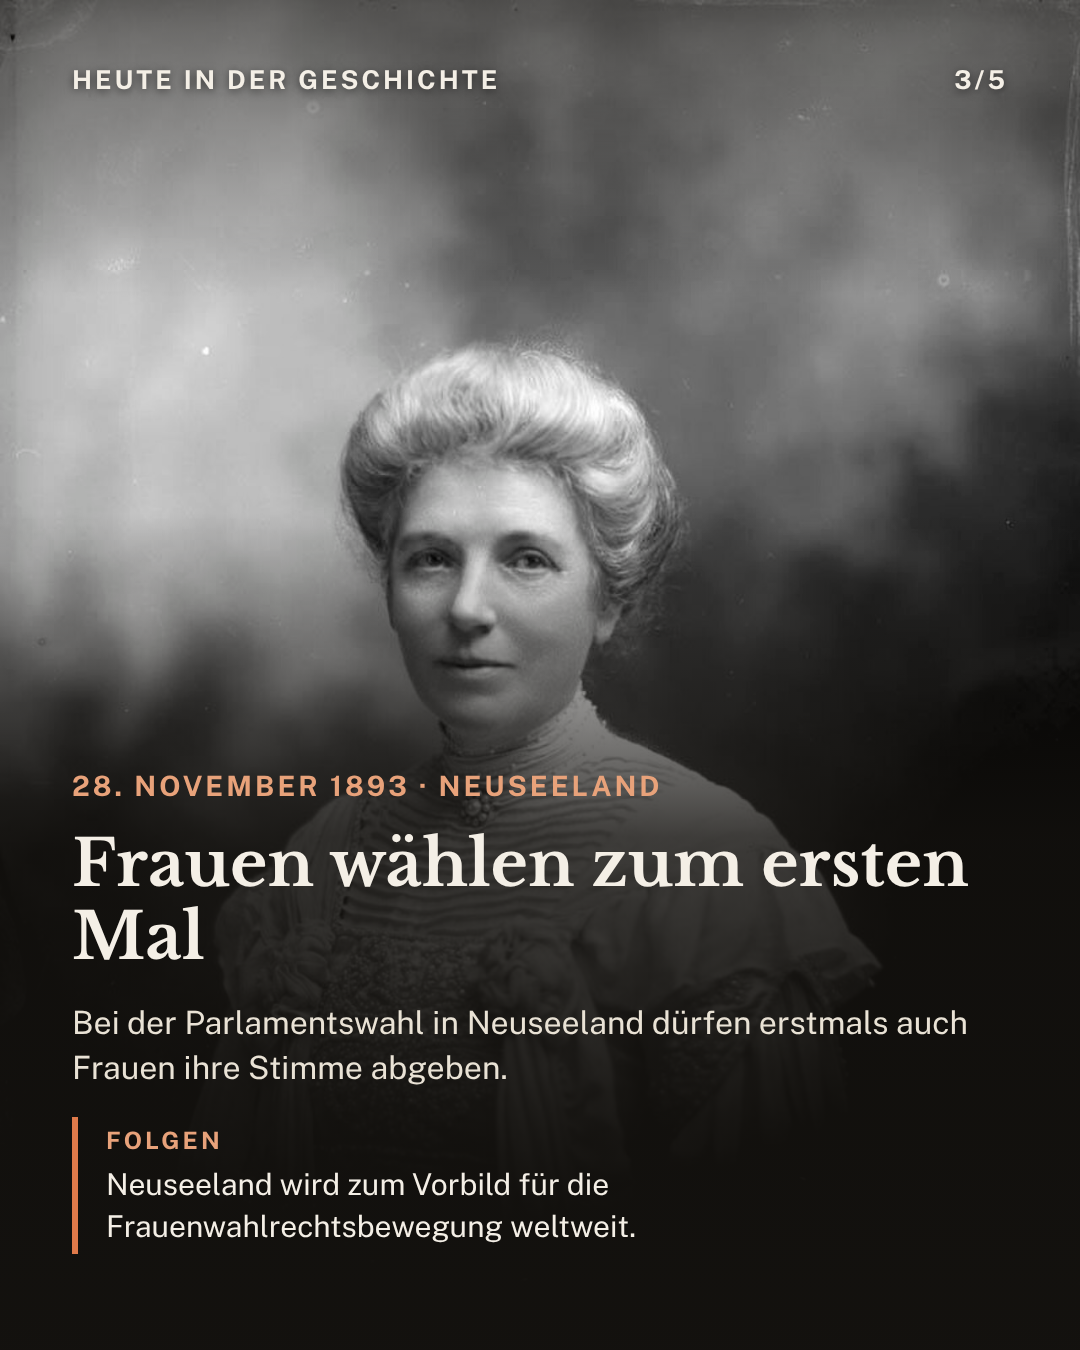 HEUTE IN DER GESCHICHTE
3/5
28. NOVEMBER 1893 · NEUSEELAND
Frauen wählen zum ersten
Mal
Bei der Parlamentswahl in Neuseeland dürfen erstmals auch
Frauen ihre Stimme abgeben.
FOLGEN
Neuseeland wird zum Vorbild für die
Frauenwahlrechtsbewegung weltweit.